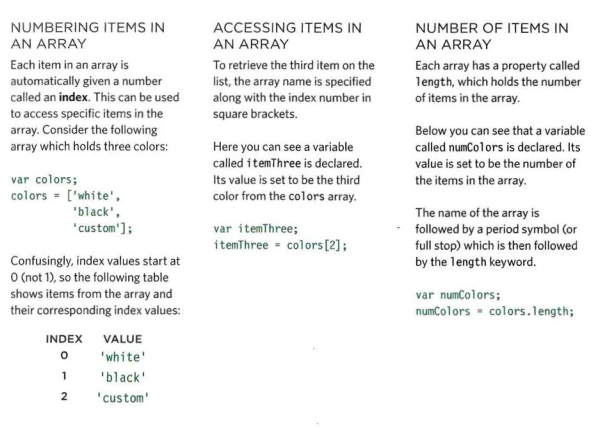 NUMBERING ITEMS IN
AN ARRAY
Each item in an array is
automatically given a number
called an index. This can be used
to access specific items in the
array. Consider the following
array which holds three colors:
var colors;
colors = ['white',
'black',
'custom'];
Confusingly, index values start at
0 (not 1), so the following table
shows items from the array and
their corresponding index values:
INDEX VALUE
0 'white'
1 'black'
2 'custom'
ACCESSING ITEMS IN
AN ARRAY
To retrieve the third item on the
list, the array name is specified
along with the index number in
square brackets.
Here you can see a variable
called itemThree is declared.
Its value is set to be the third
color from the colors array.
var itemThree;
itemThree = colors[2];
NUMBER OF ITEMS IN
AN ARRAY
Each array has a property called
length, which holds the number
of items in the array.
Below you can see that a variable
called numColors is declared. Its
value is set to be the number of
the items in the array.
The name of the array is
followed by a period symbol (or
full stop) which is then followed
by the length keyword.
var numColors;
numColors = colors.length;